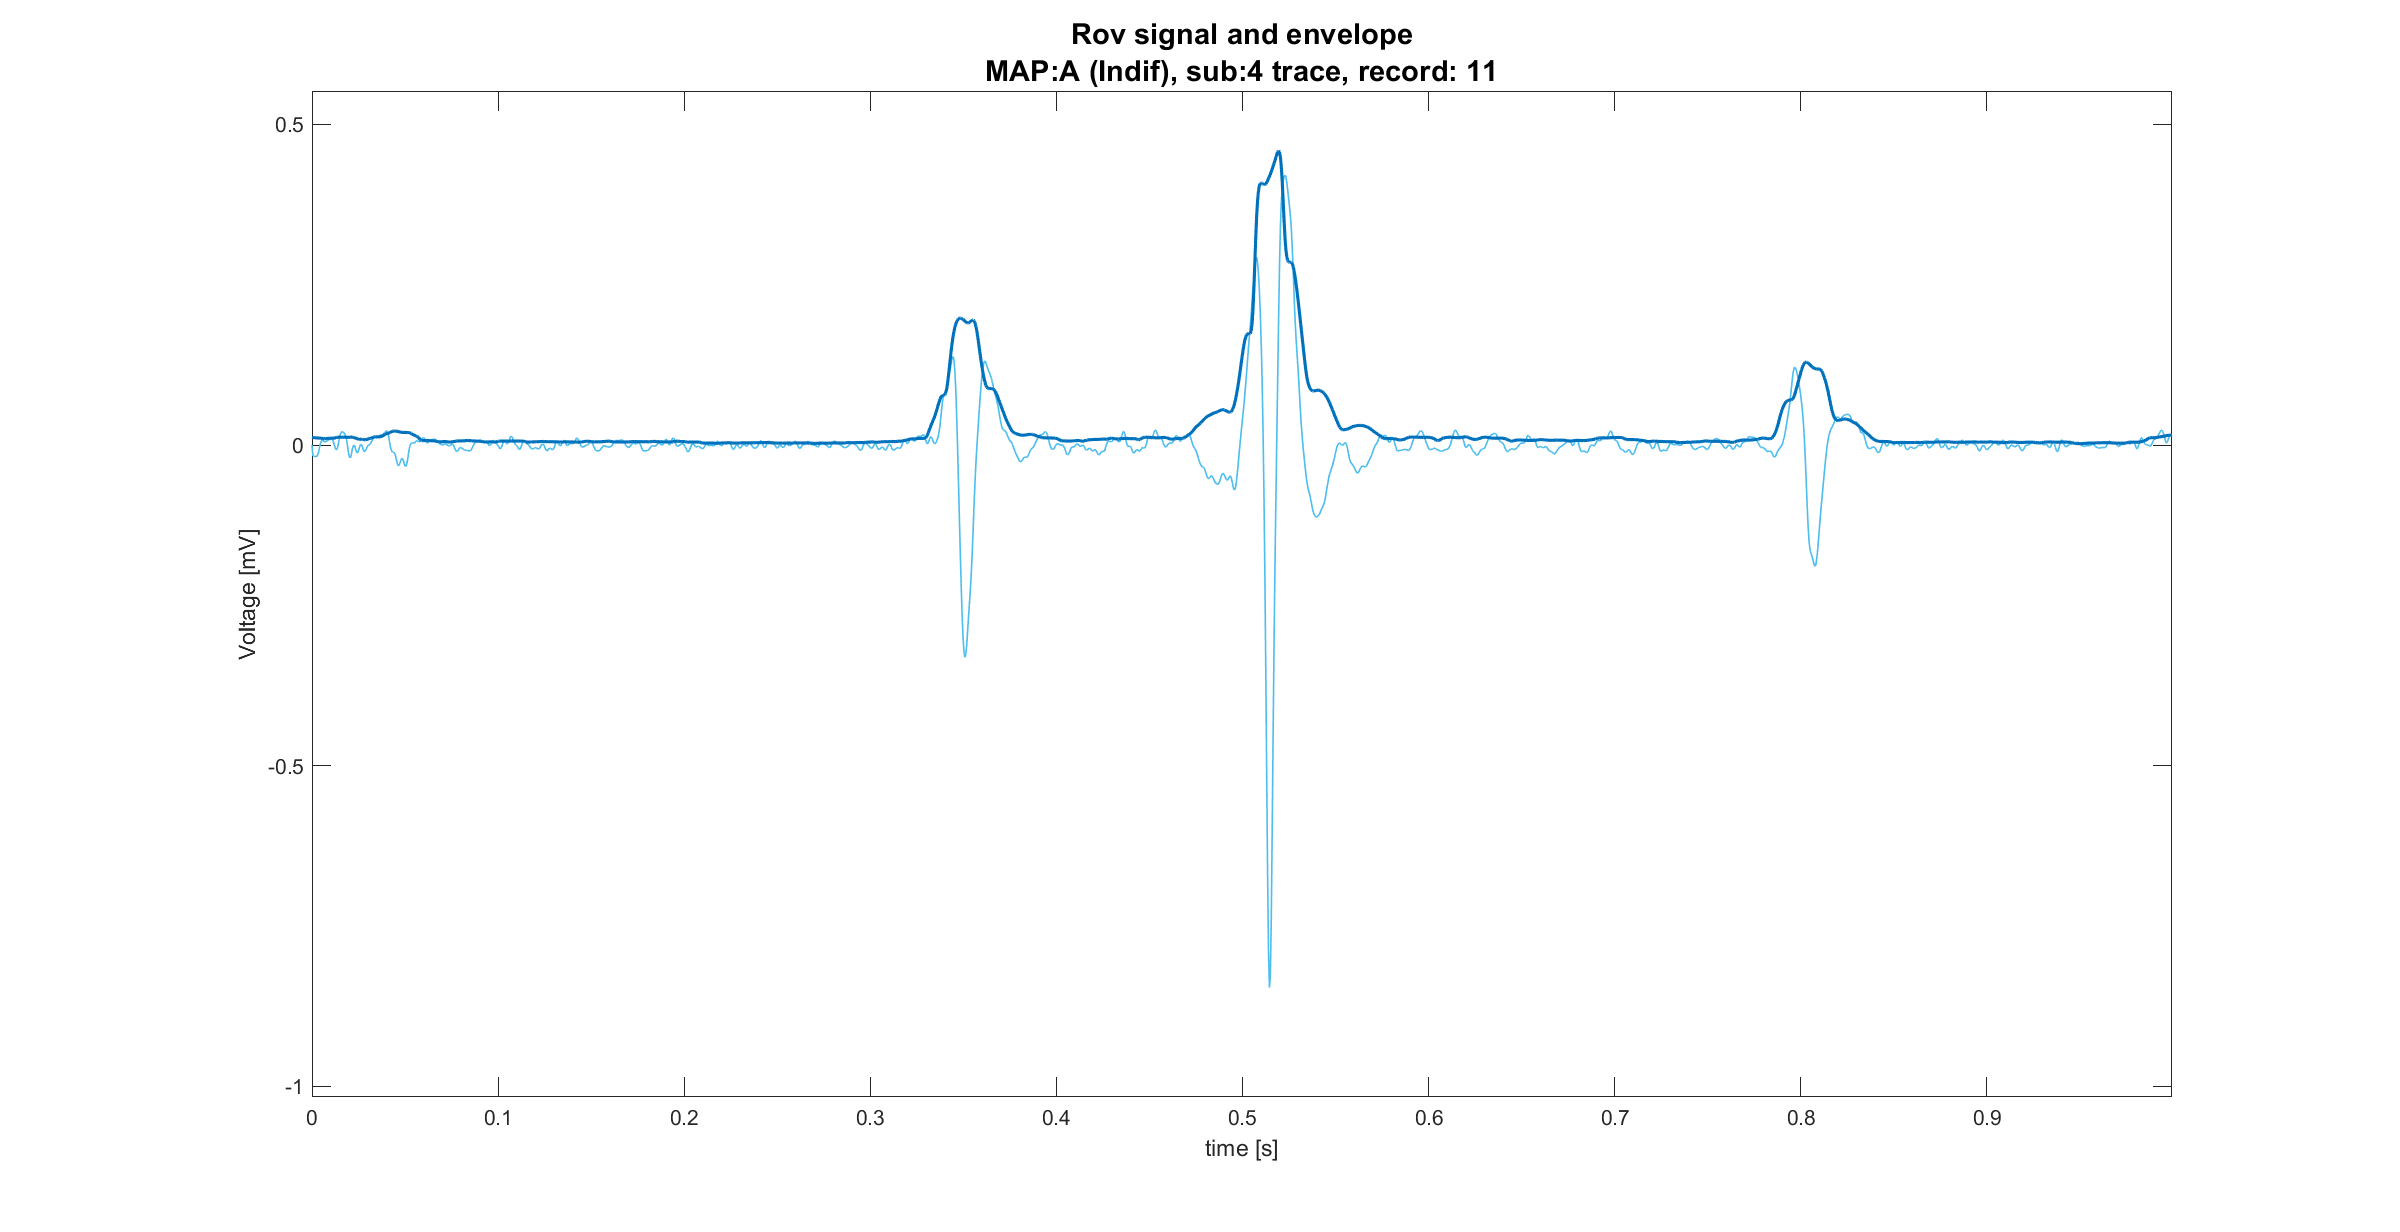 Rov signal and envelope
MAP:A (Indif), sub:4 trace, record: 11
0.5
0
-0.5
-1
Voltage [mV]
0 0.1 0.2 0.3 0.4 0.5 0.6 0.7 0.8 0.9
time [s]